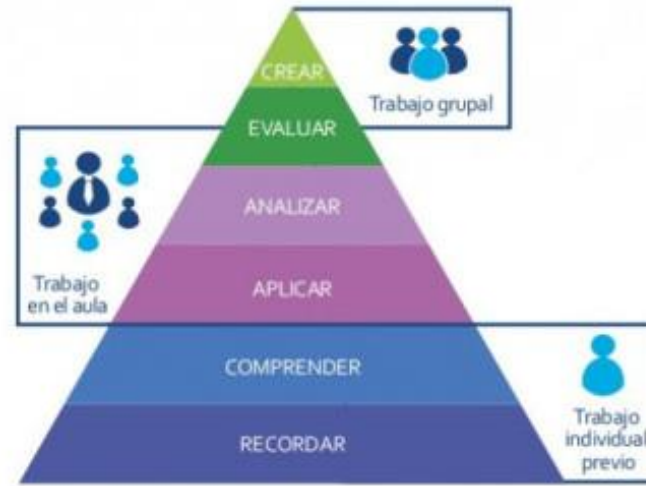 CREAR
Trabajo grupal
EVALUAR
ANALIZAR
Trabajo
en el aula
APLICAR
COMPRENDER
RECORDAR
Trabajo
individual
previo